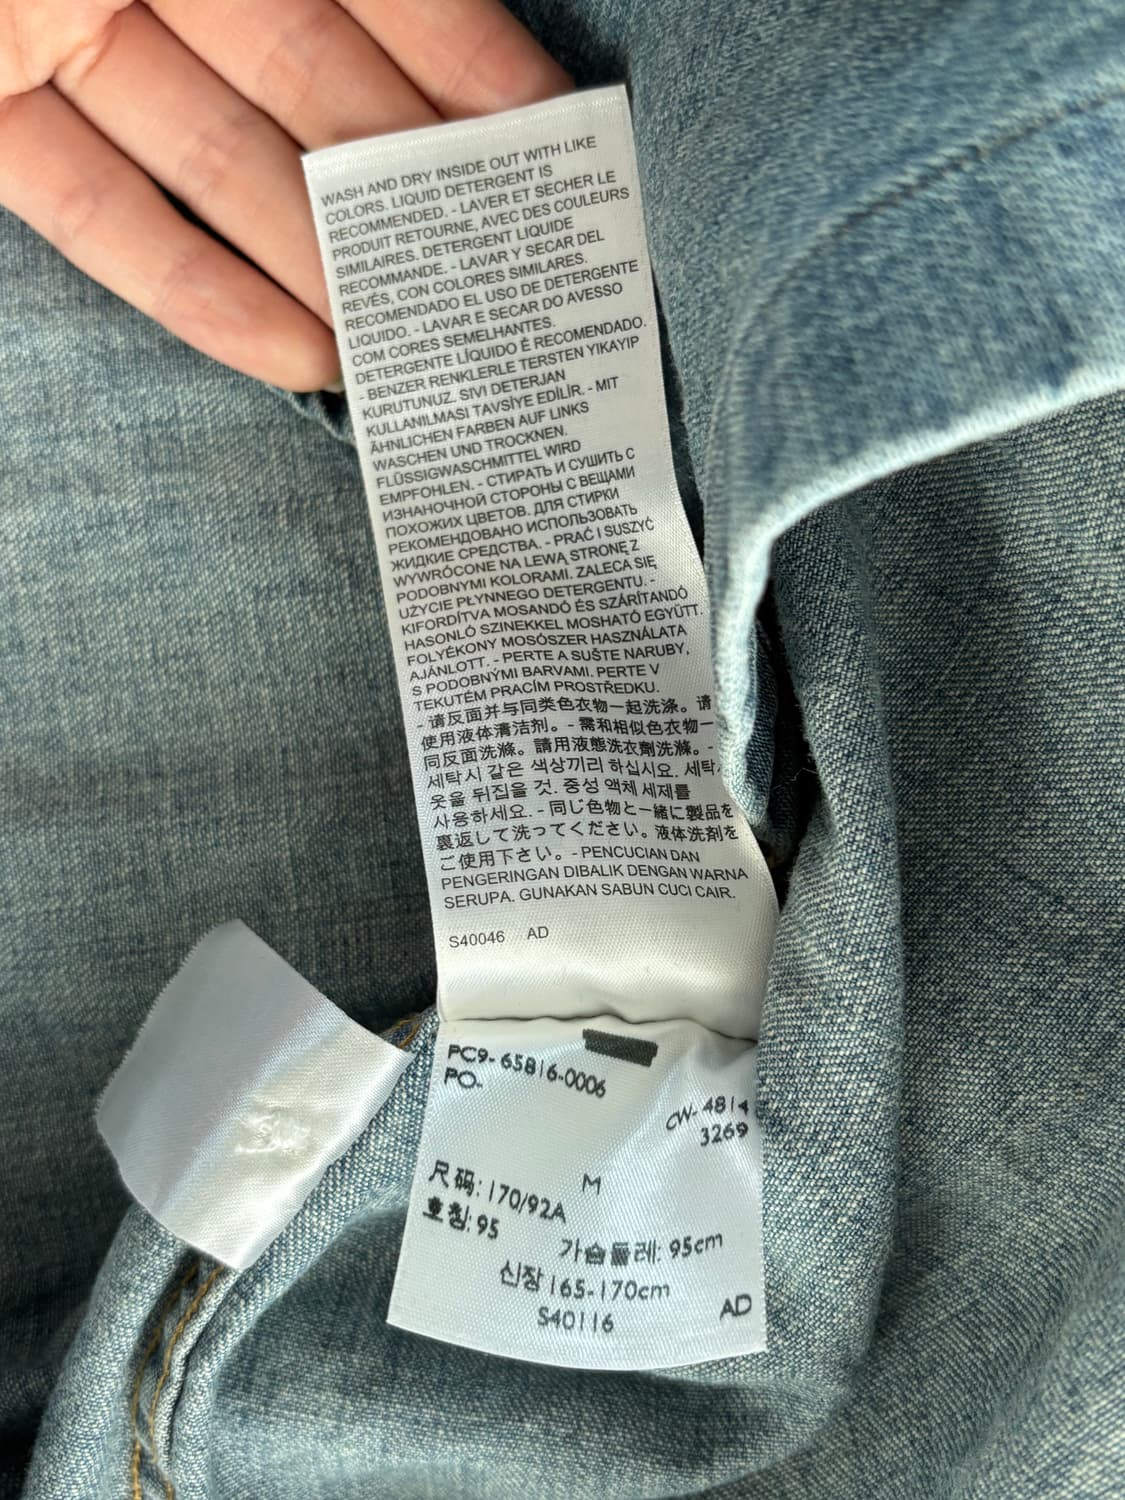 WASH AND DRY INSIDE OUT WITH LIKE
COLORS. LIQUID DETERGENT IS
RECOMMENDED. - LAVER ET SECHER LE
PRODUIT RETOURNE, AVEC DES COULEURS
SIMILAIRES. DETERGENT LIQUIDE
RECOMMANDE. - LAVAR Y SECAR DEL
REVÉS, CON COLORES SIMILARES.
RECOMENDADO EL USO DE DETERGENTE
LIQUIDO. - LAVAR E SECAR DO AVESSO
COM CORES SEMELHANTES.
DETERGENTE LÍQUIDO É RECOMENDADO.
- BENZER RENKLERLE TERSTEN YIKAYIP
KURUTUNUZ. SIVI DETERJAN
KULLANILMASI TAVSİYE EDİLİR. - MIT
ÄHNLICHEN FARBEN AUF LINKS
WASCHEN UND TROCKNEN.
FLÜSSIGWASCHMITTEL WIRD
EMPFOHLEN. - СТИРАТЬ И СУШИТЬ С
ИЗНАНОЧНОЙ СТОРОНЫ С ВЕЩАМИ
ПОХОЖИХ ЦВЕТОВ. ДЛЯ СТИРКИ
РЕКОМЕНДОВАНО ИСПОЛЬЗОВАТЬ
ЖИДКИЕ СРЕДСТВА. - PRAĆ I SUSZYĆ
WYWRÓCONE NA LEWĄ STRONĘ Z
PODOBNYMI KOLORAMI. ZALECA SIĘ
UŻYCIE PŁYNNEGO DETERGENTU. -
KIFORDÍTVA MOSANDÓ ÉS SZÁRÍTANDÓ
HASONLÓ SZINEKKEL MOSHATÓ EGYÜTT.
FOLYÉKONY MOSÓSZER HASZNÁLATA
AJÁNLOTT. - PERTE A SUŠTE NARUBY,
S PODOBNÝMI BARVAMI. PERTE V
TEKUTÉM PRACÍM PROSTŘEDKU.
- 请反面并与同类色衣物一起洗涤。请
使用液体清洁剂。- 需和相似色衣物一
同反面洗滌。請用液態洗衣劑洗滌。-
세탁시 같은 색상끼리 하십시요. 세탁
옷을 뒤집을 것. 중성 액체 세제를
사용하세요. - 同じ色物と一緒に製品を
裏返して洗ってください。液体洗剤を
ご使用下さい。- PENCUCIAN DAN
PENGERINGAN DIBALIK DENGAN WARNA
SERUPA. GUNAKAN SABUN CUCI CAIR.
S40046 AD
PC9- 65816-0006
PO-
CW- 4814
3269
M
尺码: 170/92A
호칭: 95
가슴둘레: 95cm
신장 165-170cm
S40116 AD